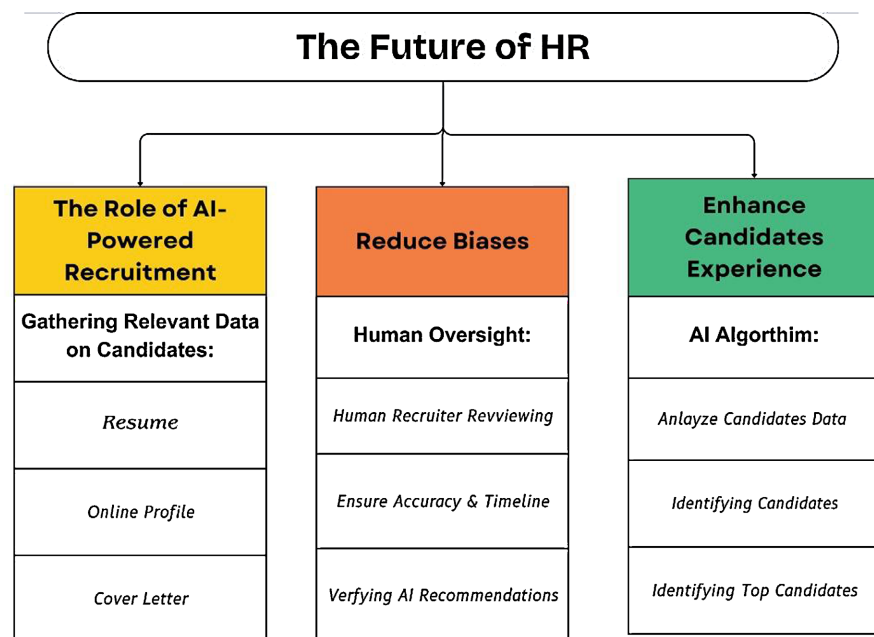 The Future of HR
The Role of AI-
Powered
Recruitment
Gathering Relevant Data
on Candidates:
Resume
Online Profile
Cover Letter
Reduce Biases
Human Oversight:
Human Recruiter Revviewing
Ensure Accuracy & Timeline
Verfying AI Recommendations
Enhance
Candidates
Experience
AI Algorthim:
Anlayze Candidates Data
Identifying Candidates
Identifying Top Candidates